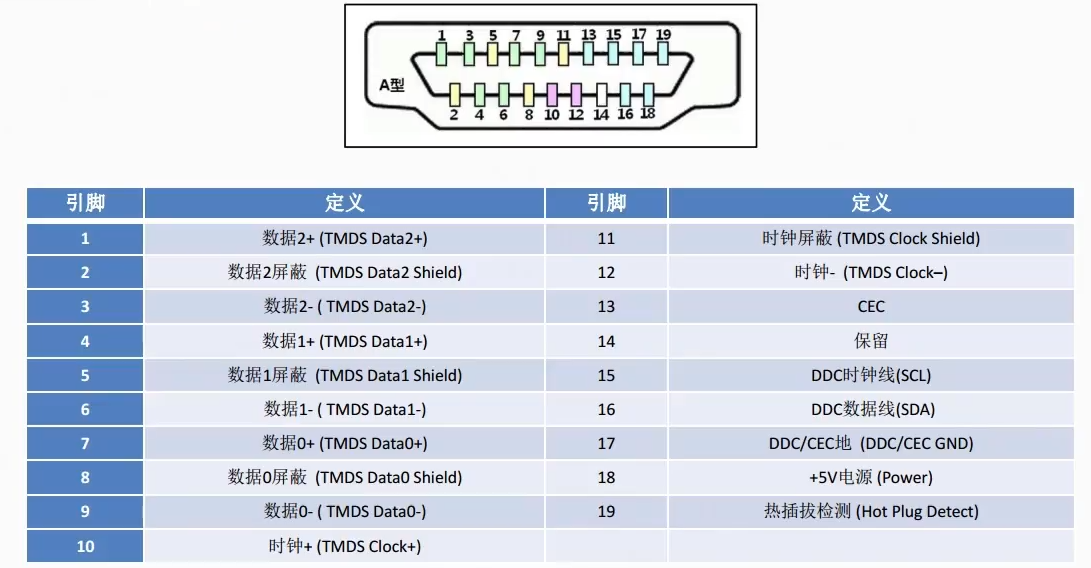 1 3 5 7 9 11 13 15 17 19
A型
2 4 6 8 10 12 14 16 18
引脚 定义 引脚 定义
1 数据2+ (TMDS Data2+) 11 时钟屏蔽 (TMDS Clock Shield)
2 数据2屏蔽 (TMDS Data2 Shield) 12 时钟- (TMDS Clock–)
3 数据2- ( TMDS Data2-) 13 CEC
4 数据1+ (TMDS Data1+) 14 保留
5 数据1屏蔽 (TMDS Data1 Shield) 15 DDC时钟线(SCL)
6 数据1- ( TMDS Data1-) 16 DDC数据线(SDA)
7 数据0+ (TMDS Data0+) 17 DDC/CEC地 (DDC/CEC GND)
8 数据0屏蔽 (TMDS Data0 Shield) 18 +5V电源 (Power)
9 数据0- ( TMDS Data0-) 19 热插拔检测 (Hot Plug Detect)
10 时钟+ (TMDS Clock+)